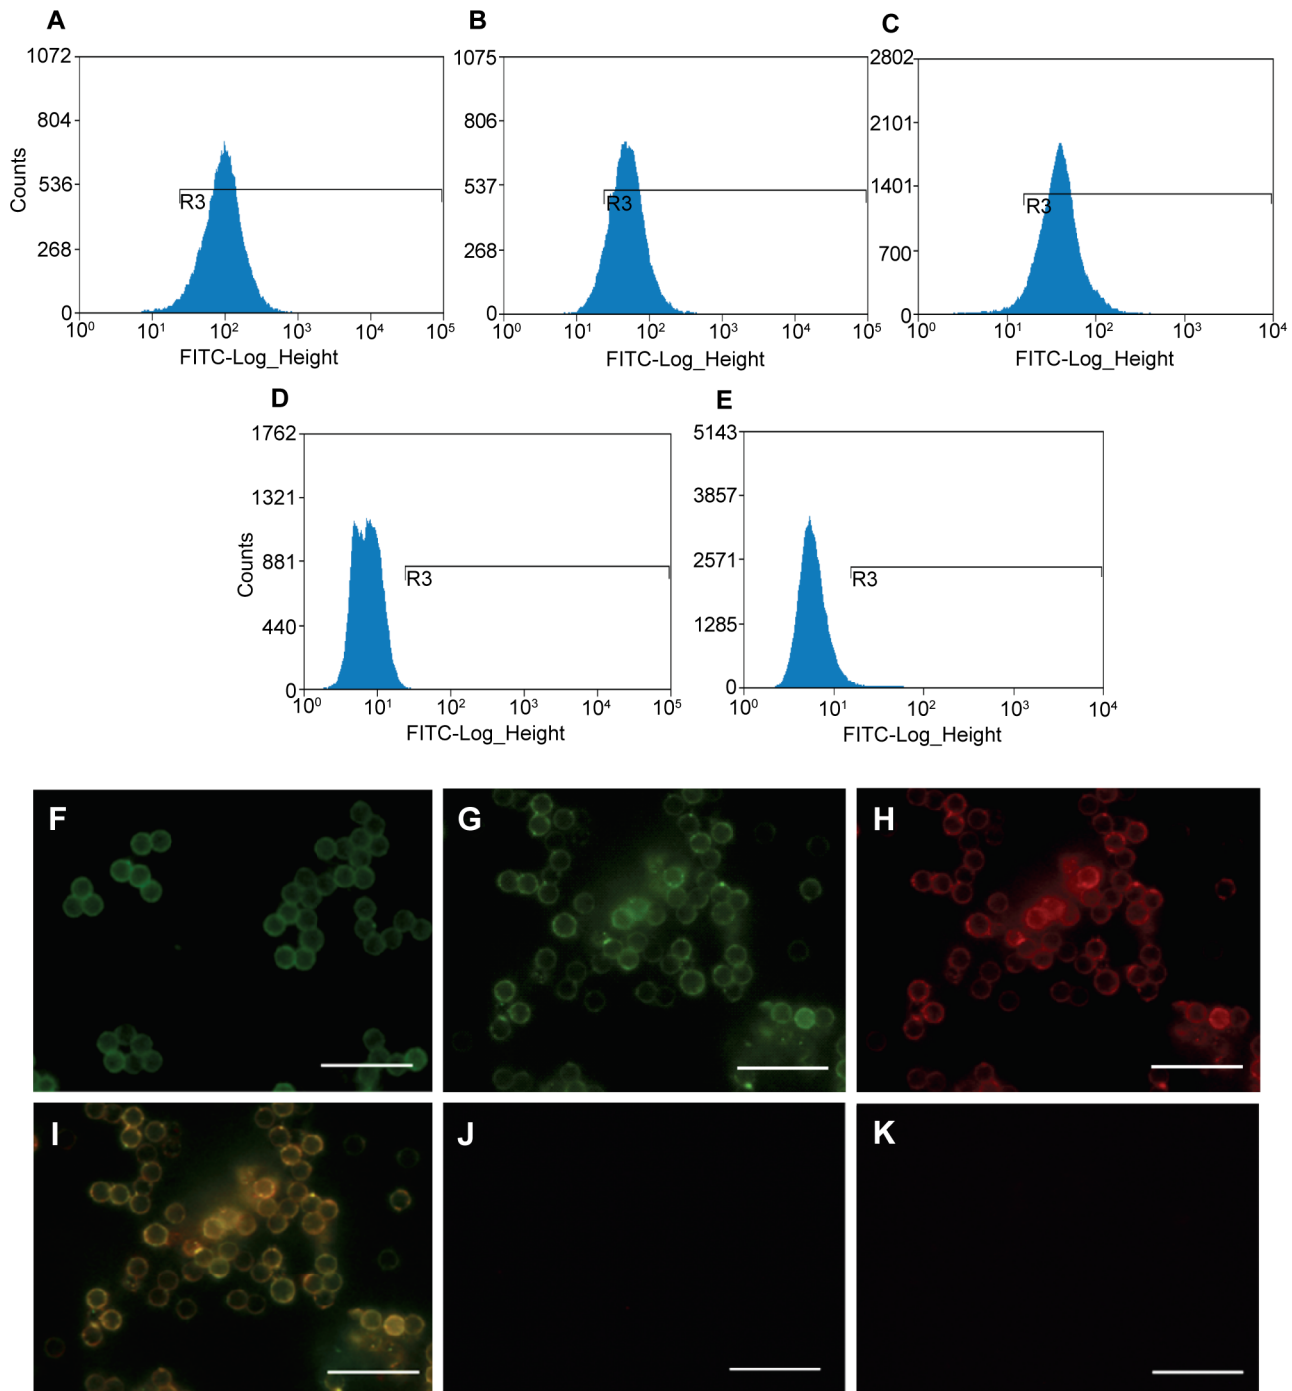 A
B
C
1072
804
536
268
0
Counts
R3
10⁰ 10¹ 10² 10³ 10⁴ 10⁵
FITC-Log_Height
1075
806
537
268
0
R3
10⁰ 10¹ 10² 10³ 10⁴ 10⁵
FITC-Log_Height
2802
2101
1401
700
0
R3
10⁰ 10¹ 10² 10³ 10⁴
FITC-Log_Height
D
E
1762
1321
881
440
0
Counts
R3
10⁰ 10¹ 10² 10³ 10⁴ 10⁵
FITC-Log_Height
5143
3857
2571
1285
0
R3
10⁰ 10¹ 10² 10³ 10⁴
FITC-Log_Height
F
G
H
I
J
K